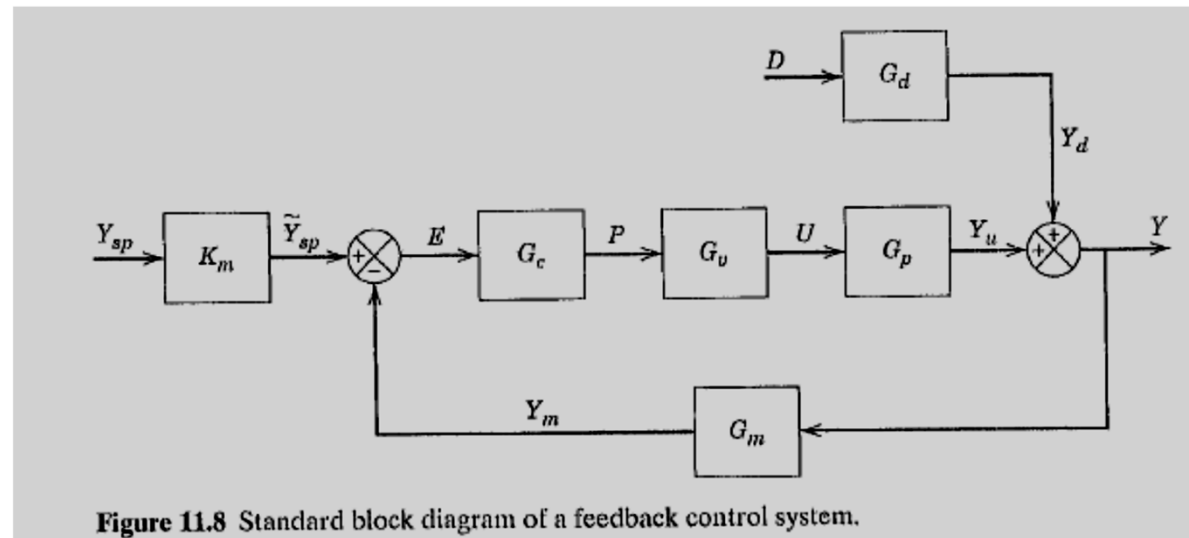 D
G_d
Y_d
Y_sp
K_m
Ỹ_sp
+
−
E
G_c
P
G_v
U
G_p
Y_u
+
+
Y
Y_m
G_m
Figure 11.8 Standard block diagram of a feedback control system.